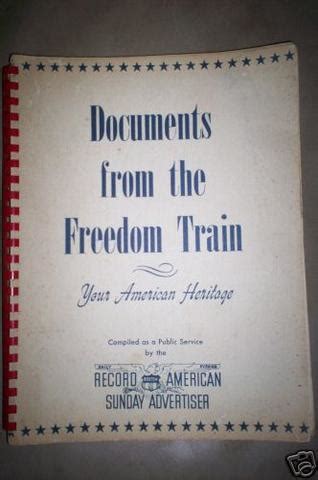 Documents
from the
Freedom Train
Your American Heritage
Compiled as a Public Service
by the
DAILY
RECORD AMERICAN
SUNDAY ADVERTISER